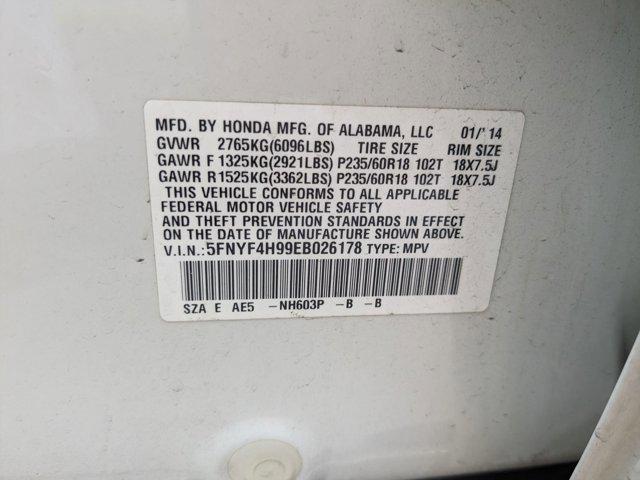 MFD. BY HONDA MFG. OF ALABAMA, LLC 01/'14
GVWR 2765KG(6096LBS) TIRE SIZE RIM SIZE
GAWR F 1325KG(2921LBS) P235/60R18 102T 18X7.5J
GAWR R 1525KG(3362LBS) P235/60R18 102T 18X7.5J
THIS VEHICLE CONFORMS TO ALL APPLICABLE
FEDERAL MOTOR VEHICLE SAFETY
AND THEFT PREVENTION STANDARDS IN EFFECT
ON THE DATE OF MANUFACTURE SHOWN ABOVE.
V.I.N.:5FNYF4H99EB026178 TYPE: MPV
SZA E AE5 -NH603P -B -B